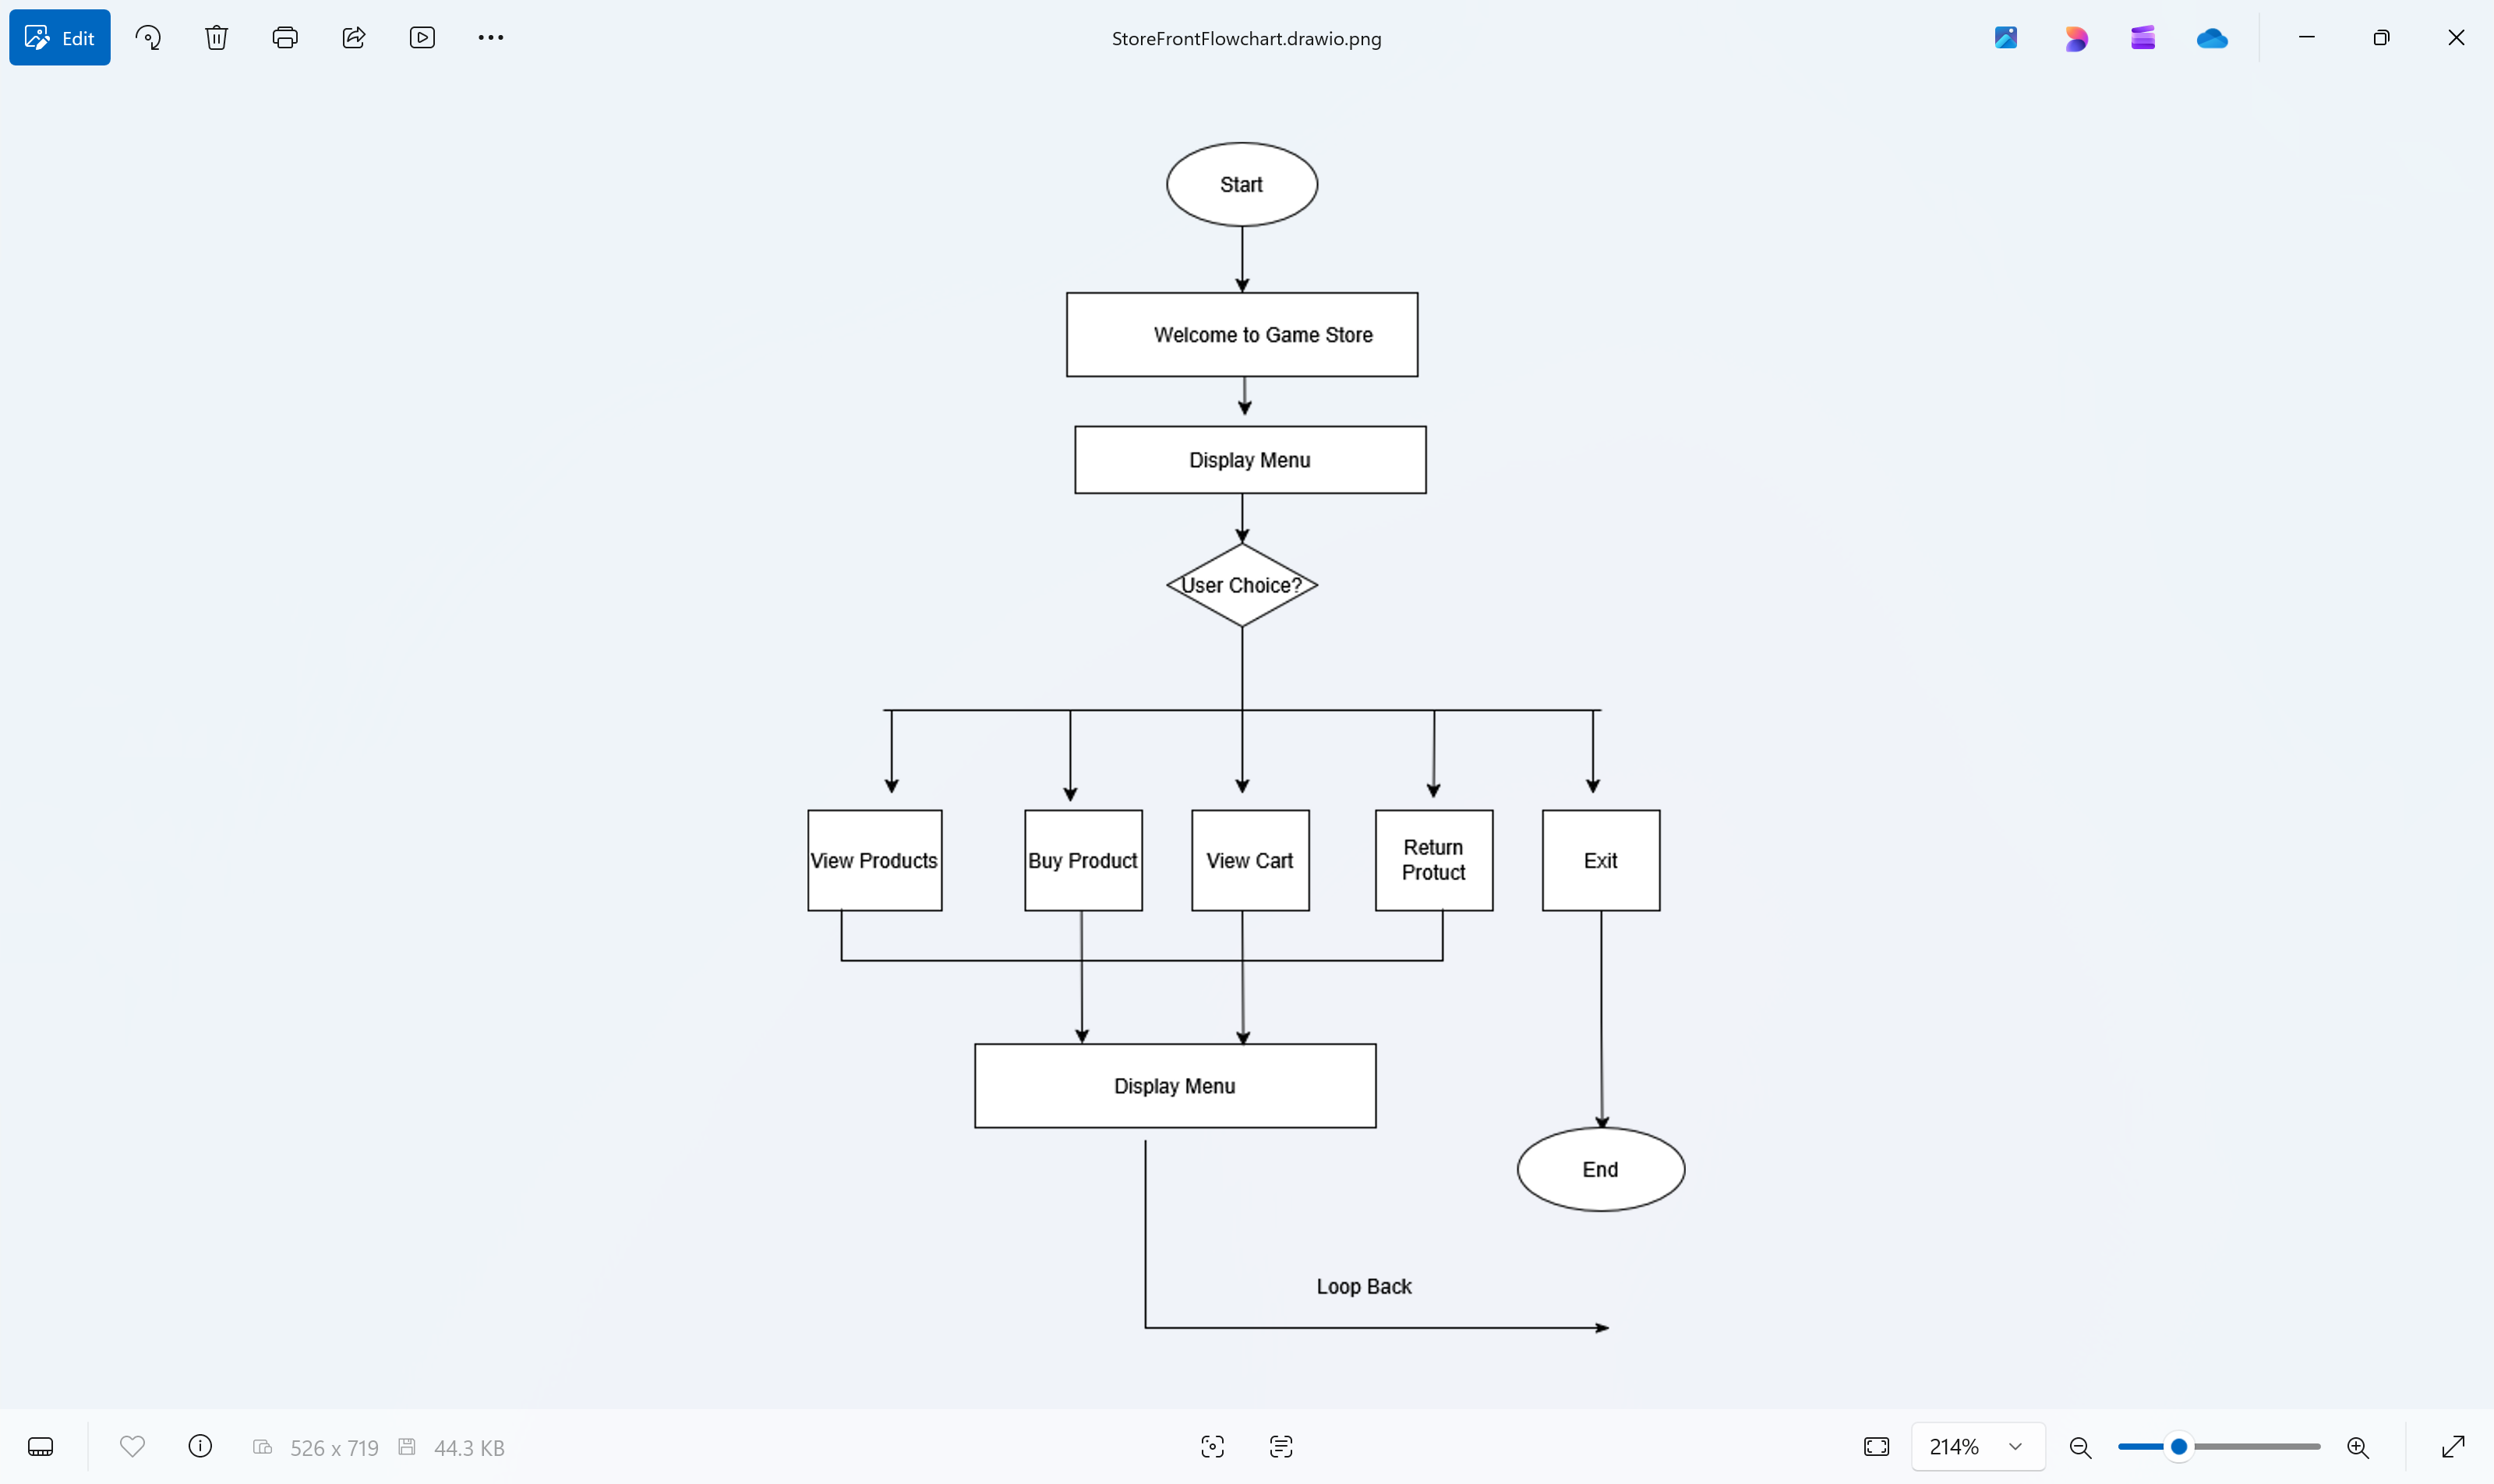 Edit
StoreFrontFlowchart.drawio.png
Start
Welcome to Game Store
Display Menu
User Choice?
View Products
Buy Product
View Cart
Return
Protuct
Exit
Display Menu
End
Loop Back
526 x 719
44.3 KB
214%